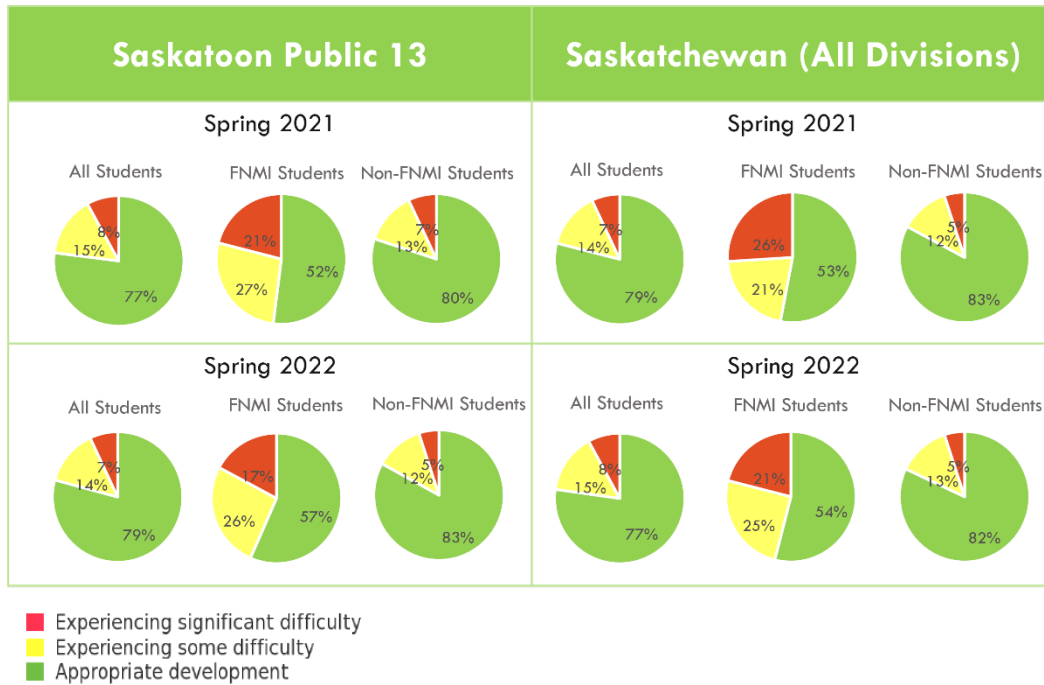 Saskatoon Public 13
Saskatchewan (All Divisions)
Spring 2021
Spring 2021
All Students
FNMI Students
Non-FNMI Students
All Students
FNMI Students
Non-FNMI Students
8%
15%
77%
21%
27%
52%
7%
13%
80%
7%
14%
79%
26%
21%
53%
5%
12%
83%
Spring 2022
Spring 2022
All Students
FNMI Students
Non-FNMI Students
All Students
FNMI Students
Non-FNMI Students
7%
14%
79%
17%
26%
57%
5%
12%
83%
8%
15%
77%
21%
25%
54%
5%
13%
82%
Experiencing significant difficulty
Experiencing some difficulty
Appropriate development